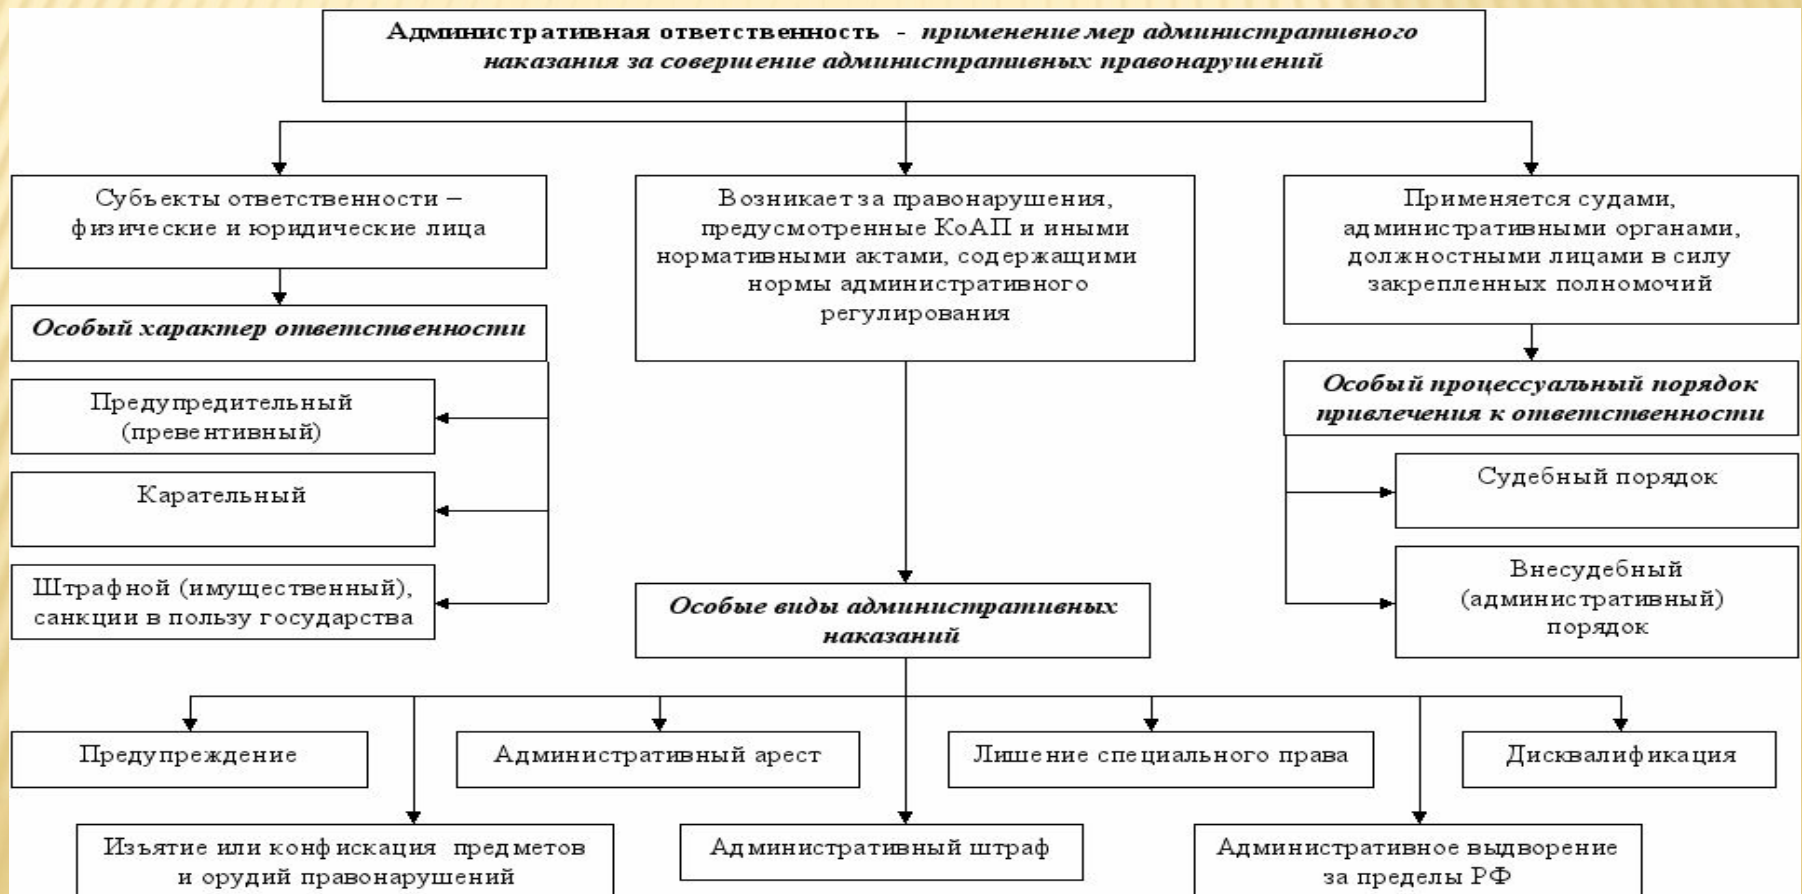 Административная ответственность - применение мер административного
наказания за совершение административных правонарушений
Субъекты ответственности –
физические и юридические лица
Особый характер ответственности
Предупредительный
(превентивный)
Карательный
Штрафной (имущественный),
санкции в пользу государства
Возникает за правонарушения,
предусмотренные КоАП и иными
нормативными актами, содержащими
нормы административного
регулирования
Применяется судами,
административными органами,
должностными лицами в силу
закрепленных полномочий
Особый процессуальный порядок
привлечения к ответственности
Судебный порядок
Внесудебный
(административный)
порядок
Особые виды административных
наказаний
Предупреждение
Административный арест
Лишение специального права
Дисквалификация
Изъятие или конфискация предметов
и орудий правонарушений
Административный штраф
Административное выдворение
за пределы РФ